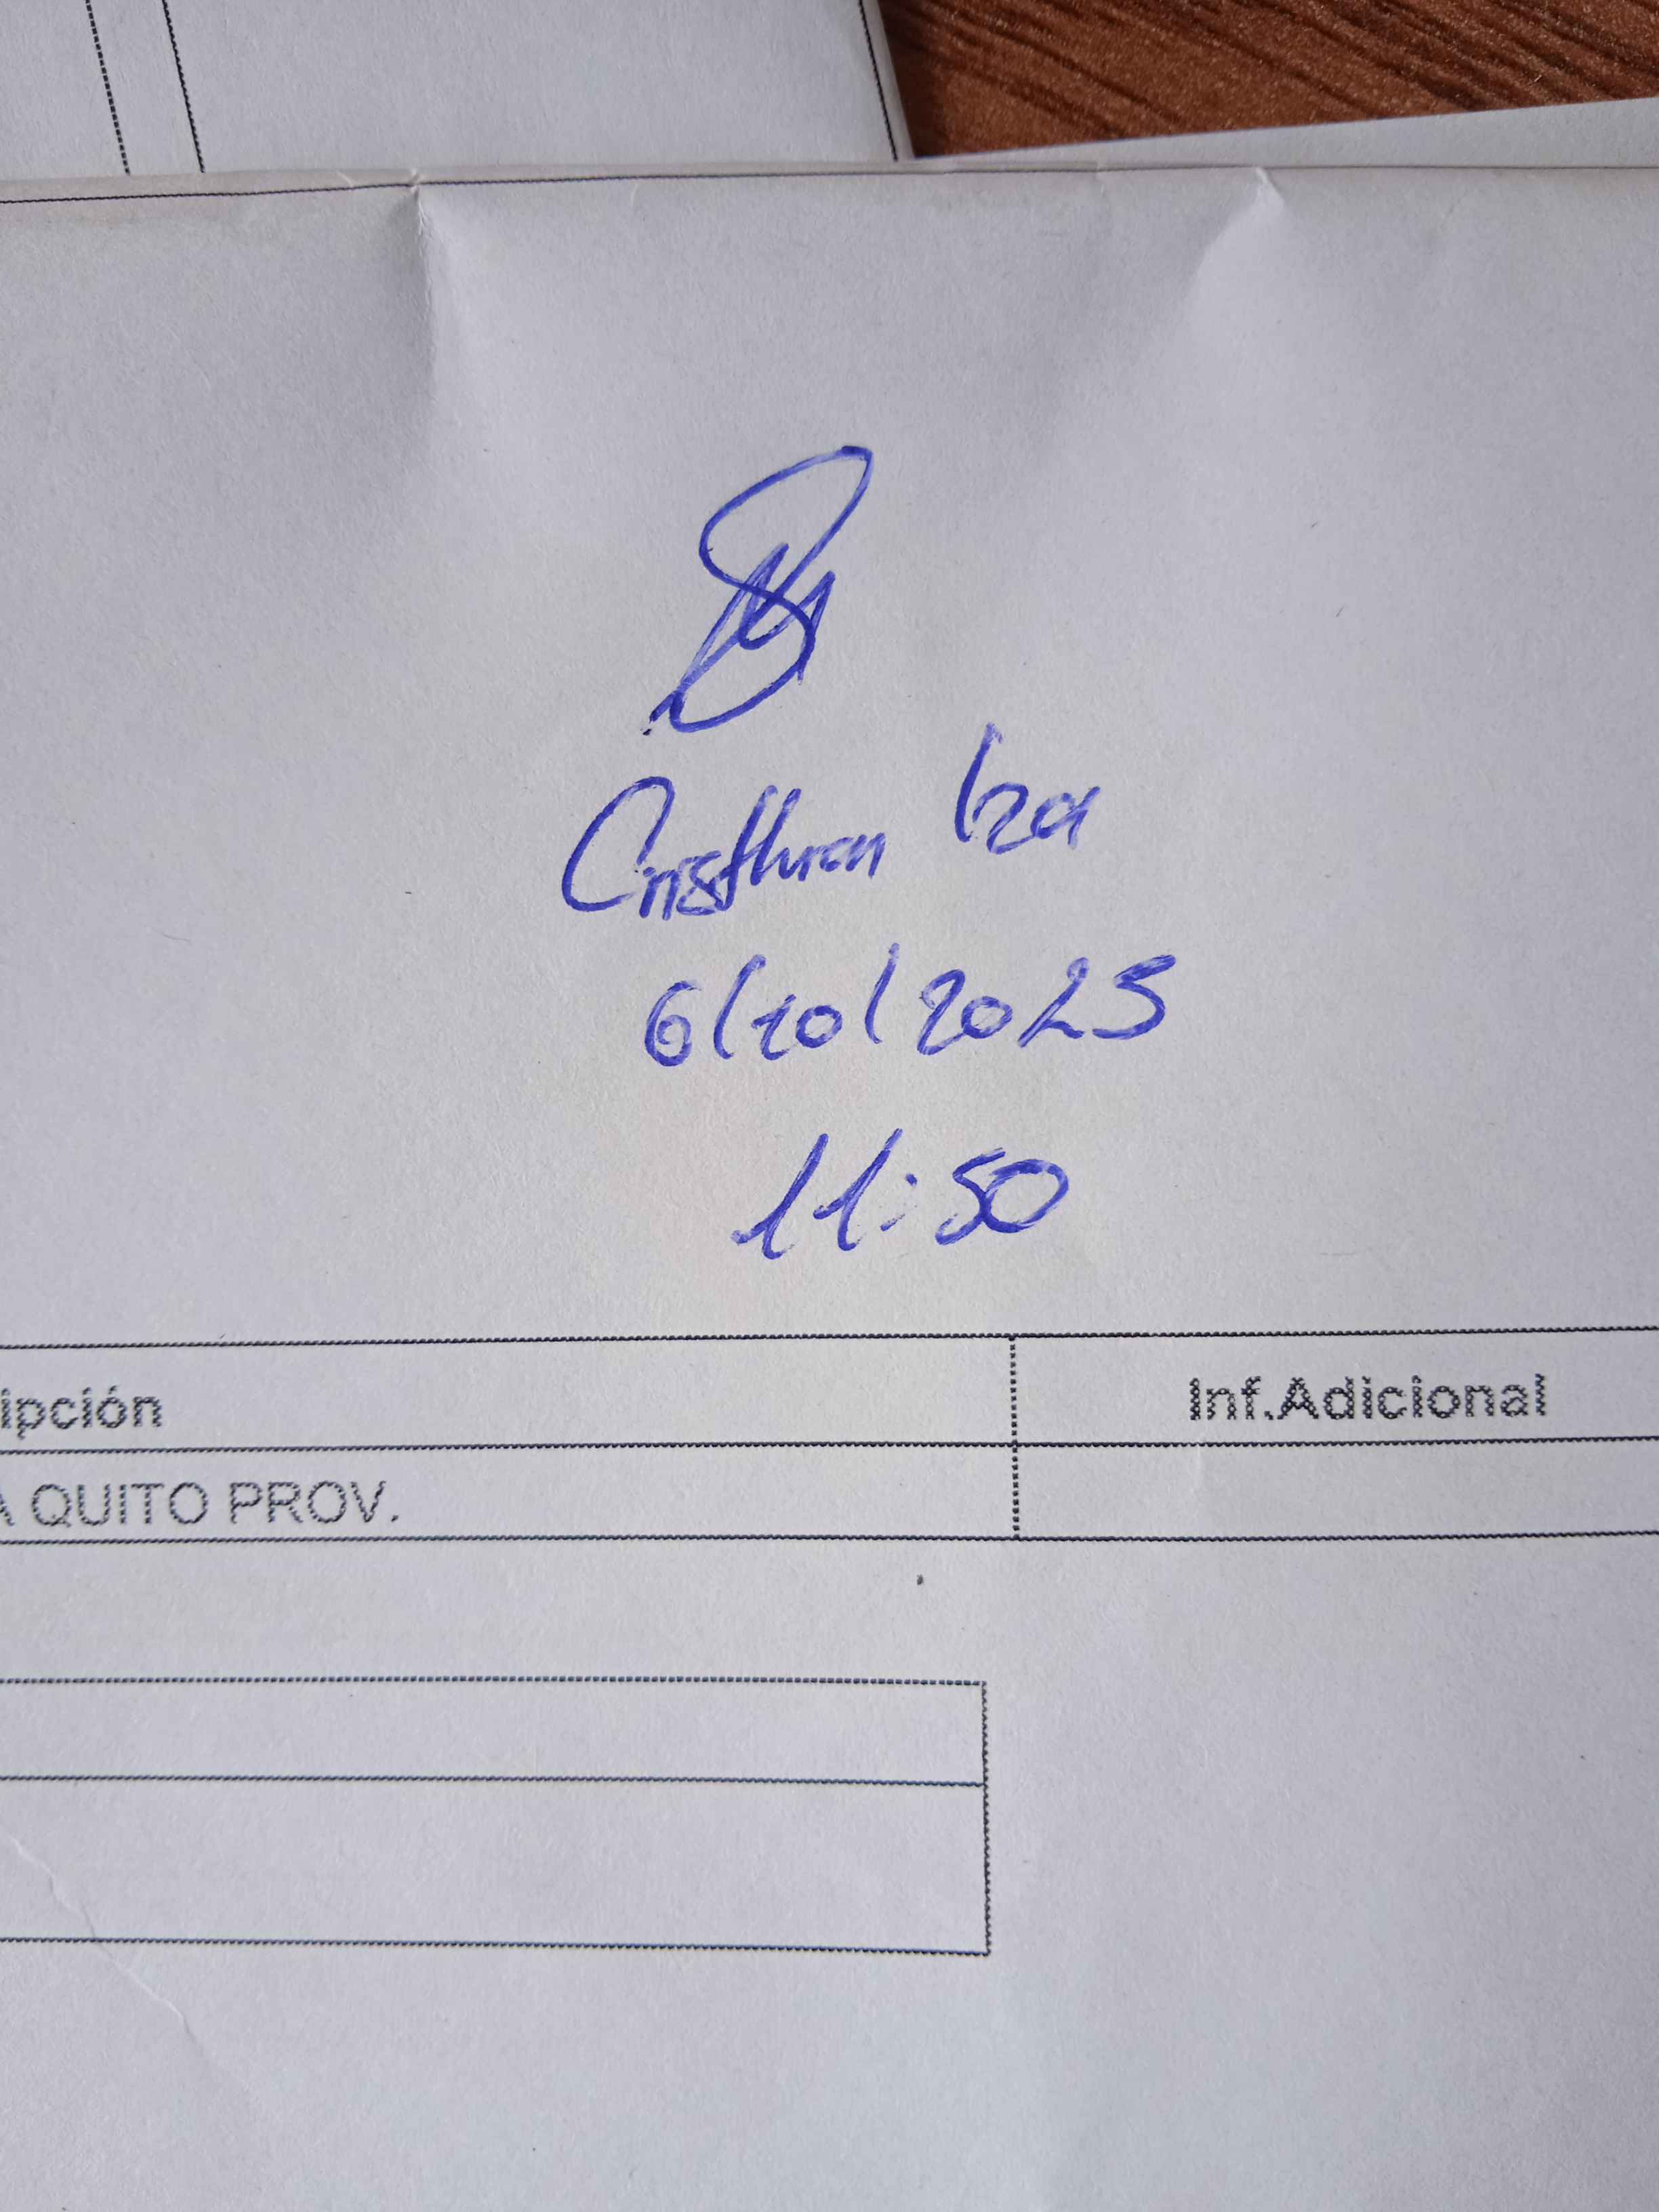 Cristhian Iza
6/10/2025
11:50
ipción Inf.Adicional
A QUITO PROV.